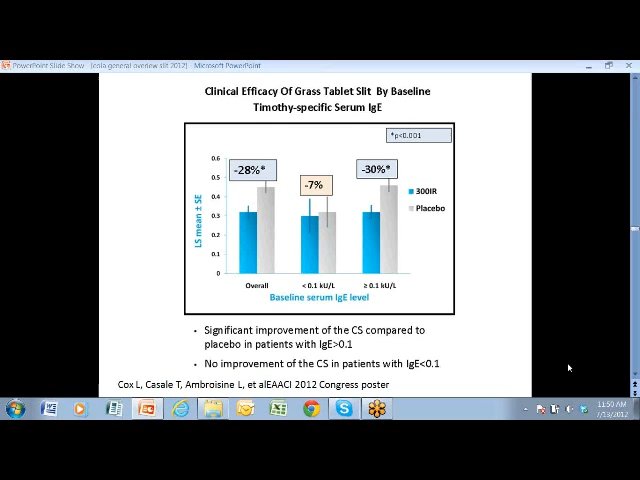 PowerPoint Slide Show - (cola general overiew slit 2012) - Microsoft PowerPoint
Clinical Efficacy Of Grass Tablet Slit By Baseline
Timothy-specific Serum IgE
*p<0.001
-28%*
-7%
-30%*
0.6
0.5
0.4
0.3
0.2
0.1
0
LS mean ± SE
300IR
Placebo
Overall
< 0.1 kU/L
≥ 0.1 kU/L
Baseline serum IgE level
• Significant improvement of the CS compared to
placebo in patients with IgE>0.1
• No improvement of the CS in patients with IgE<0.1
Cox L, Casale T, Ambroisine L, et alEAACI 2012 Congress poster
11:50 AM
7/13/2012